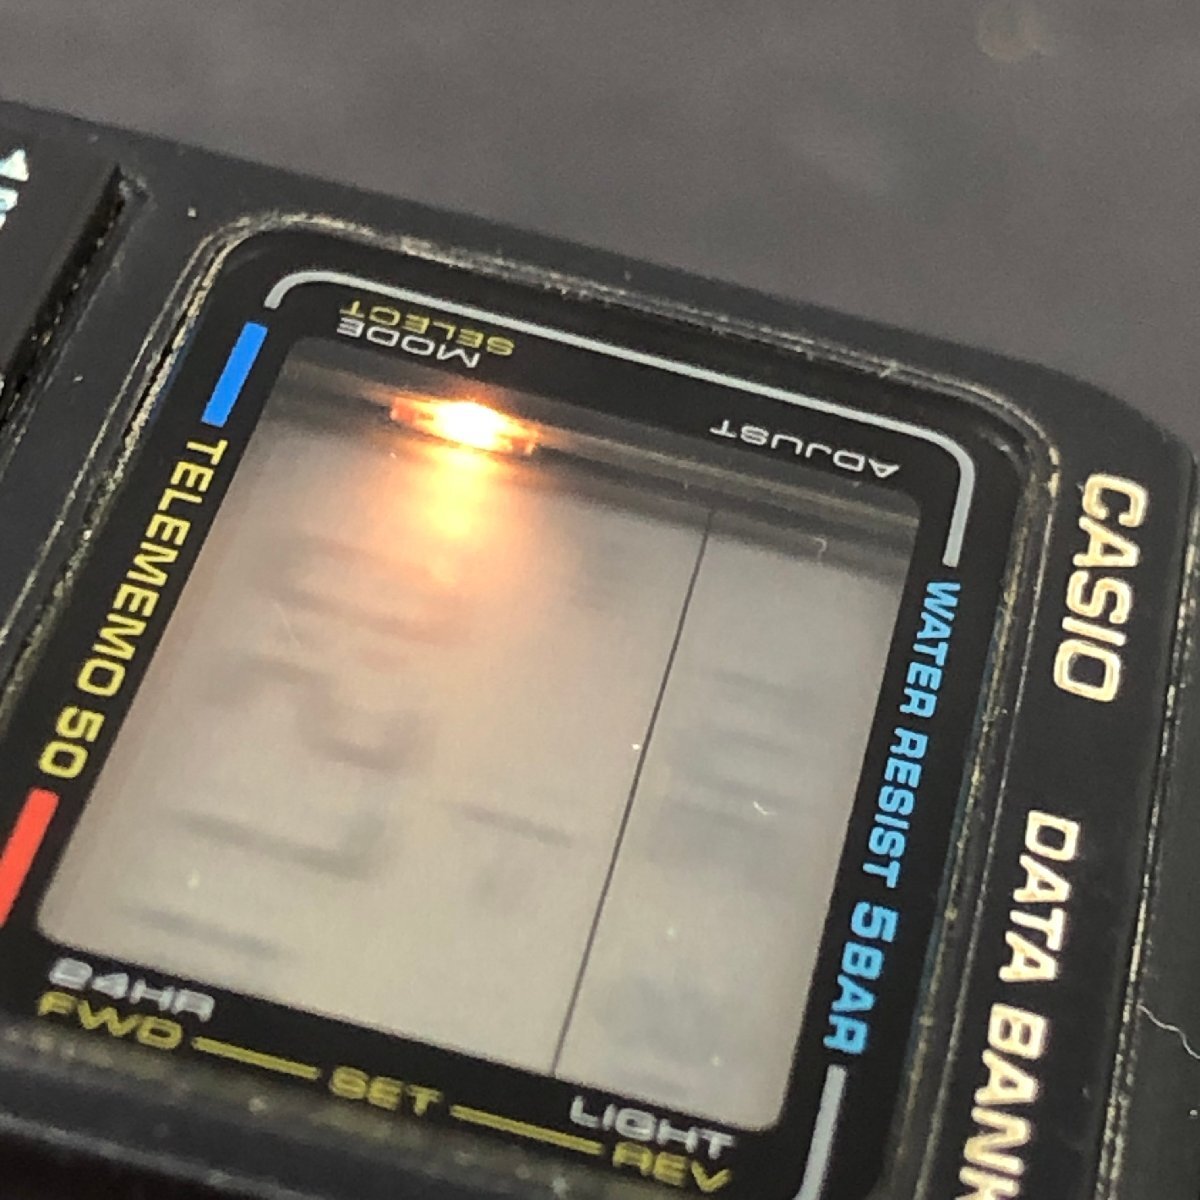 CASIO
DATA BANK
WATER RESIST 5BAR
ADJUST
MODE
SELECT
LIGHT
REV
SET
24HR
FWD
TELEMEMO 50